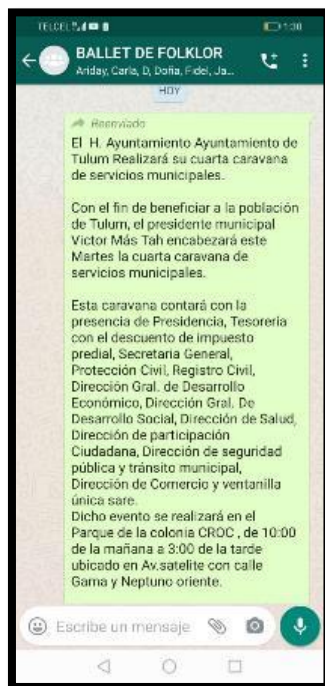 TELCEL
1:30
BALLET DE FOLKLOR
Ariday, Carla, D, Doña, Fidel, Ja...
HOY
Reenviado
El H. Ayuntamiento Ayuntamiento de
Tulum Realizará su cuarta caravana
de servicios municipales.
Con el fin de beneficiar a la población
de Tulum, el presidente municipal
Victor Más Tah encabezará este
Martes la cuarta caravana de
servicios municipales.
Esta caravana contará con la
presencia de Presidencia, Tesoreria
con el descuento de impuesto
predial, Secretaria General,
Protección Civil, Registro Civil,
Dirección Gral. de Desarrollo
Económico, Dirección Gral. De
Desarrollo Social, Dirección de Salud,
Dirección de participación
Ciudadana, Dirección de seguridad
pública y tránsito municipal,
Dirección de Comercio y ventanilla
única sare.
Dicho evento se realizará en el
Parque de la colonia CROC , de 10:00
de la mañana a 3:00 de la tarde
ubicado en Av.satelite con calle
Gama y Neptuno oriente.
Escribe un mensaje